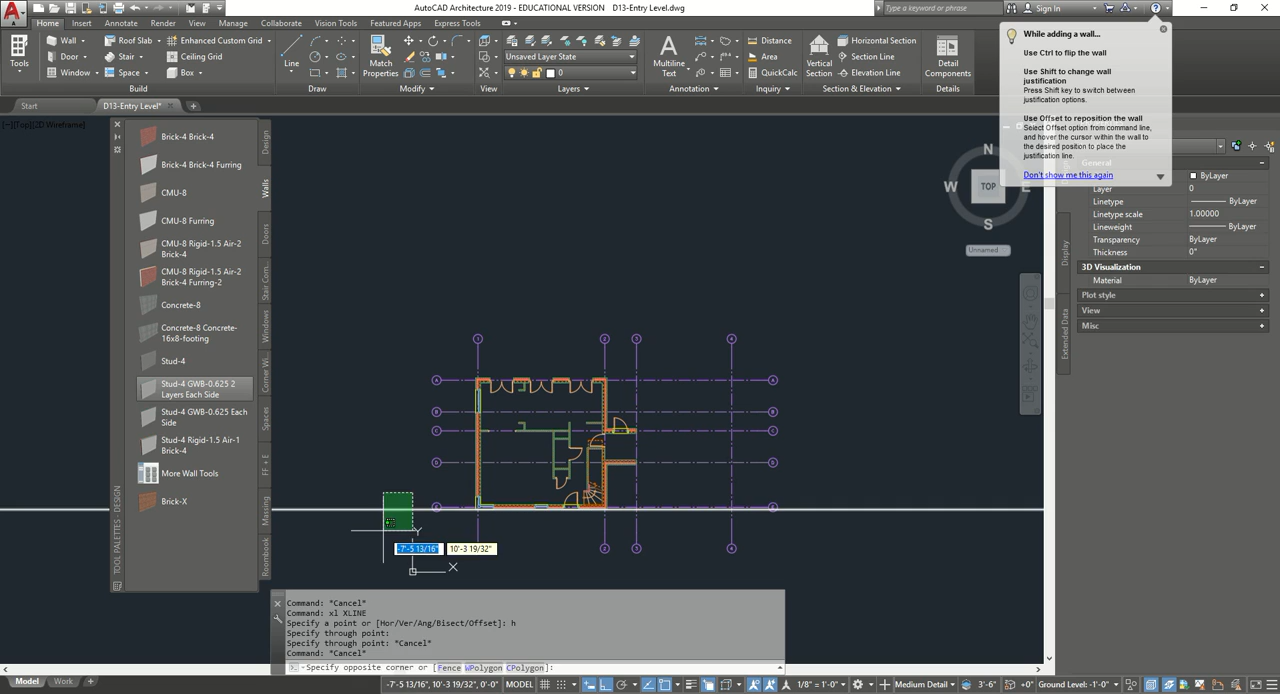 AutoCAD Architecture 2019 - EDUCATIONAL VERSION D13-Entry Level.dwg
Type a keyword or phrase
Sign In
Home Insert Annotate Render View Manage Collaborate Vision Tools Featured Apps Express Tools
Tools
Wall
Door
Window
Roof Slab
Stair
Space
Enhanced Custom Grid
Ceiling Grid
Box
Build
Line
Draw
Match
Properties
Modify
View
Unsaved Layer State
0
Layers
Multiline
Text
Annotation
Distance
Area
QuickCalc
Inquiry
Vertical
Section
Horizontal Section
Section Line
Elevation Line
Section & Elevation
Detail
Components
Details
While adding a wall...
Use Ctrl to flip the wall
Use Shift to change wall
justification
Press Shift key to switch between
justification options.
Use Offset to reposition the wall
Select Offset option from command line,
and hover the cursor within the wall to
the desired position to place the
justification line.
Don't show me this again
Start
D13-Entry Level*
[−][Top][2D Wireframe]
Brick-4 Brick-4
Brick-4 Brick-4 Furring
CMU-8
CMU-8 Furring
CMU-8 Rigid-1.5 Air-2
Brick-4
CMU-8 Rigid-1.5 Air-2
Brick-4 Furring-2
Concrete-8
Concrete-8 Concrete-
16x8-footing
Stud-4
Stud-4 GWB-0.625 2
Layers Each Side
Stud-4 GWB-0.625 Each
Side
Stud-4 Rigid-1.5 Air-1
Brick-4
More Wall Tools
Brick-X
Design
Walls
Doors
Stair Com...
Windows
Corner Wi...
Spaces
FF + E
Massing
Roombook
TOOL PALETTES - DESIGN
N
W
TOP
E
S
Unnamed
Display
Extended Data
General
ByLayer
Layer 0
Linetype ByLayer
Linetype scale 1.00000
Lineweight ByLayer
Transparency ByLayer
Thickness 0"
3D Visualization
Material ByLayer
Plot style
View
Misc
1 2 3 4
A A
B B
C C
D D
2 3 4
Y
X
-7'-5 13/16" 10'-3 19/32"
Command: *Cancel*
Command: xl XLINE
Specify a point or [Hor/Ver/Ang/Bisect/Offset]: h
Specify through point:
Specify through point: *Cancel*
Command: *Cancel*
Specify opposite corner or [Fence WPolygon CPolygon]:
Model Work
-7'-5 13/16", 10'-3 19/32", 0'-0" MODEL
1/8" = 1'-0"
Medium Detail
3'-6"
+0"
Ground Level:-1'-0"